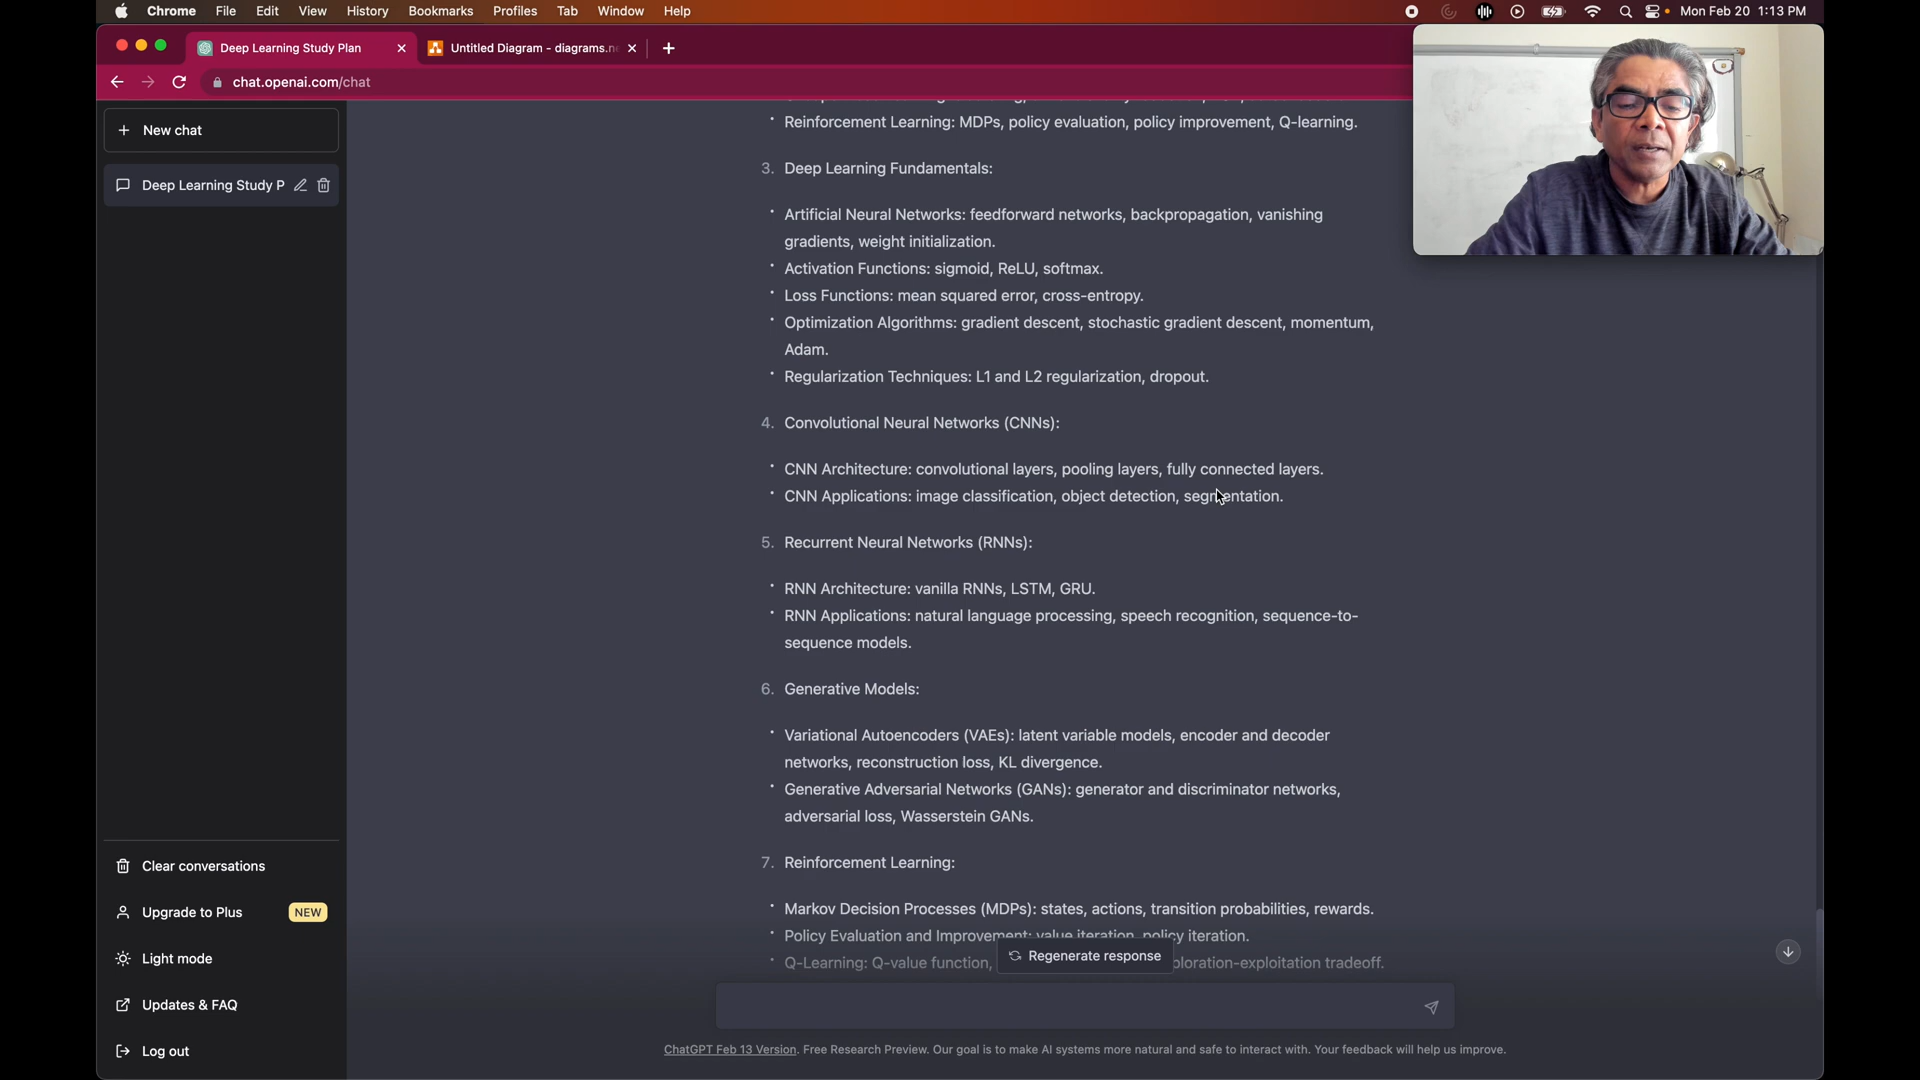 Chrome File Edit View History Bookmarks Profiles Tab Window Help Mon Feb 20 1:13 PM
Deep Learning Study Plan
Untitled Diagram - diagrams.n
chat.openai.com/chat
New chat
Deep Learning Study P
Clear conversations
Upgrade to Plus NEW
Light mode
Updates & FAQ
Log out
Reinforcement Learning: MDPs, policy evaluation, policy improvement, Q-learning.
3. Deep Learning Fundamentals:
Artificial Neural Networks: feedforward networks, backpropagation, vanishing
gradients, weight initialization.
Activation Functions: sigmoid, ReLU, softmax.
Loss Functions: mean squared error, cross-entropy.
Optimization Algorithms: gradient descent, stochastic gradient descent, momentum,
Adam.
Regularization Techniques: L1 and L2 regularization, dropout.
4. Convolutional Neural Networks (CNNs):
CNN Architecture: convolutional layers, pooling layers, fully connected layers.
CNN Applications: image classification, object detection, segmentation.
5. Recurrent Neural Networks (RNNs):
RNN Architecture: vanilla RNNs, LSTM, GRU.
RNN Applications: natural language processing, speech recognition, sequence-to-
sequence models.
6. Generative Models:
Variational Autoencoders (VAEs): latent variable models, encoder and decoder
networks, reconstruction loss, KL divergence.
Generative Adversarial Networks (GANs): generator and discriminator networks,
adversarial loss, Wasserstein GANs.
7. Reinforcement Learning:
Markov Decision Processes (MDPs): states, actions, transition probabilities, rewards.
Policy Evaluation and Improvement: value iteration, policy iteration.
Q-Learning: Q-value function, ploration-exploitation tradeoff.
Regenerate response
ChatGPT Feb 13 Version. Free Research Preview. Our goal is to make AI systems more natural and safe to interact with. Your feedback will help us improve.